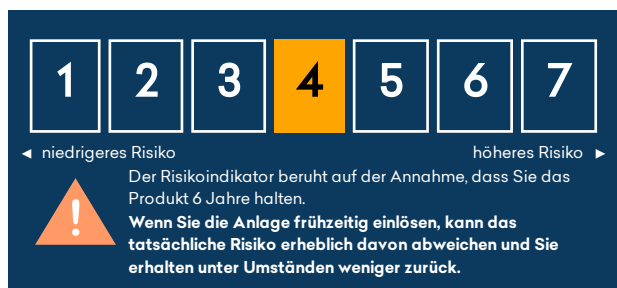 1 2 3 4 5 6 7
◄ niedrigeres Risiko höheres Risiko ►
Der Risikoindikator beruht auf der Annahme, dass Sie das
Produkt 6 Jahre halten.
Wenn Sie die Anlage frühzeitig einlösen, kann das
tatsächliche Risiko erheblich davon abweichen und Sie
erhalten unter Umständen weniger zurück.
!